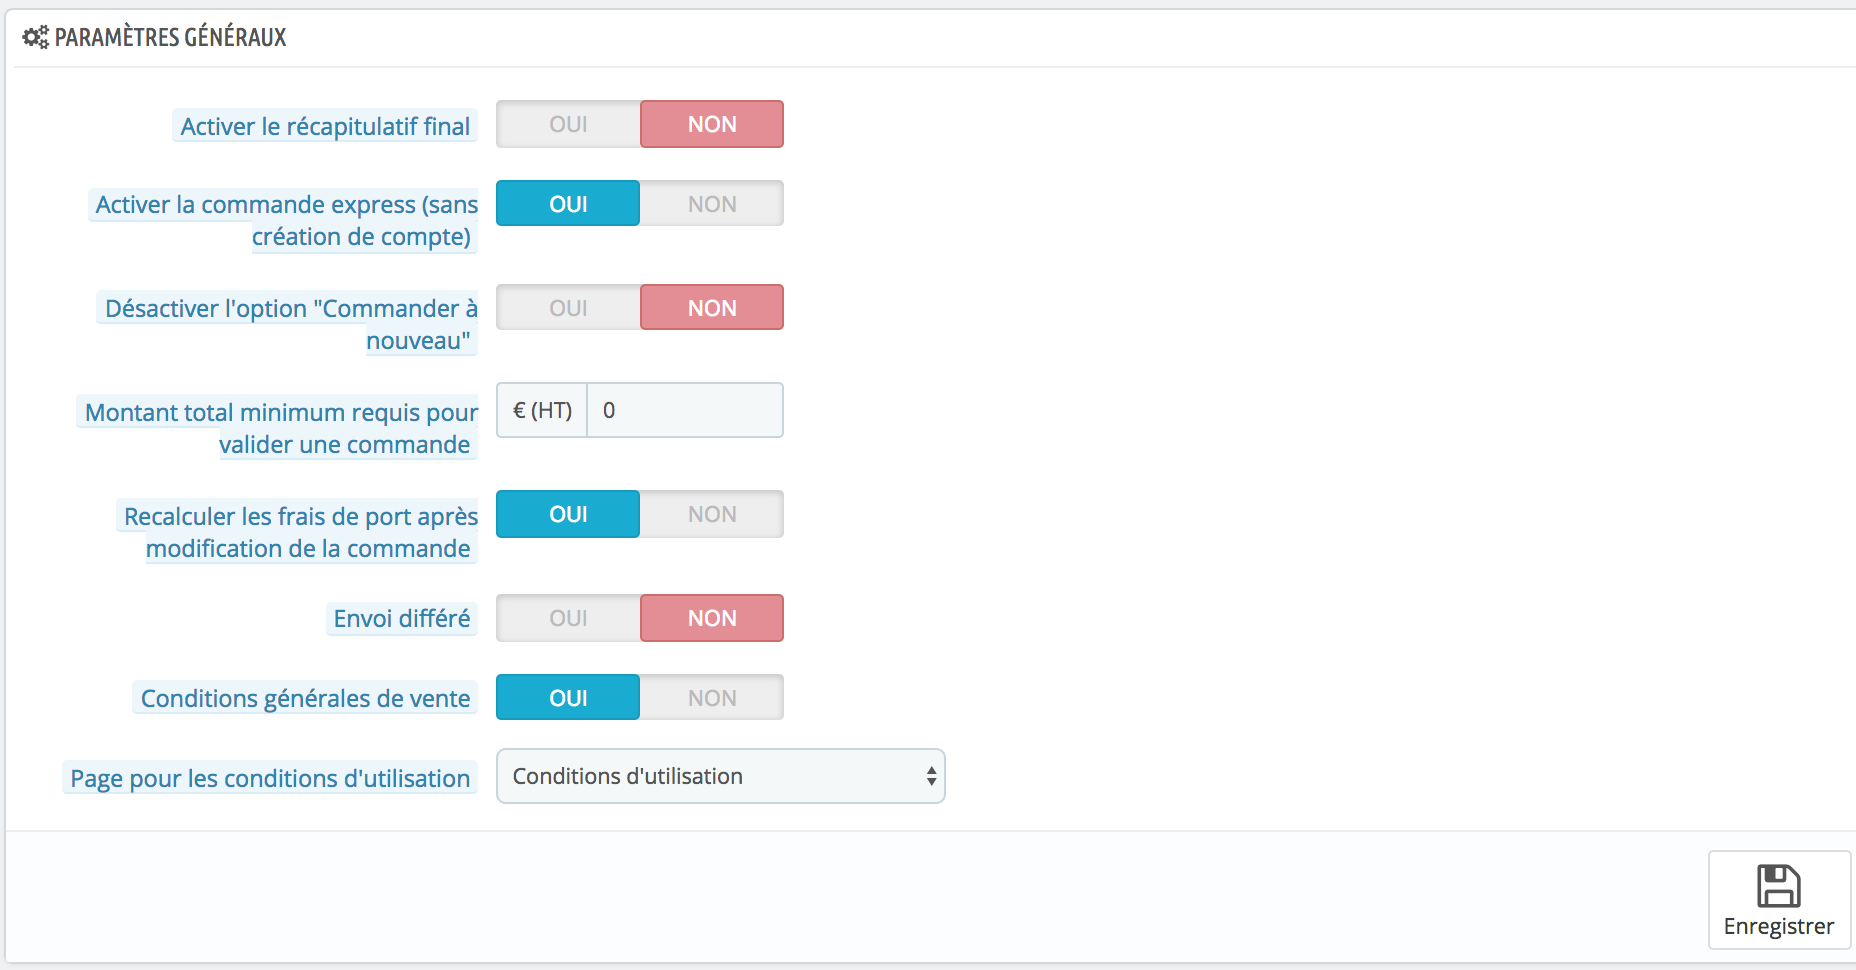 PARAMÈTRES GÉNÉRAUX
Activer le récapitulatif final OUI NON
Activer la commande express (sans OUI NON
création de compte)
Désactiver l'option "Commander à OUI NON
nouveau"
Montant total minimum requis pour € (HT) 0
valider une commande
Recalculer les frais de port après OUI NON
modification de la commande
Envoi différé OUI NON
Conditions générales de vente OUI NON
Page pour les conditions d'utilisation Conditions d'utilisation
Enregistrer